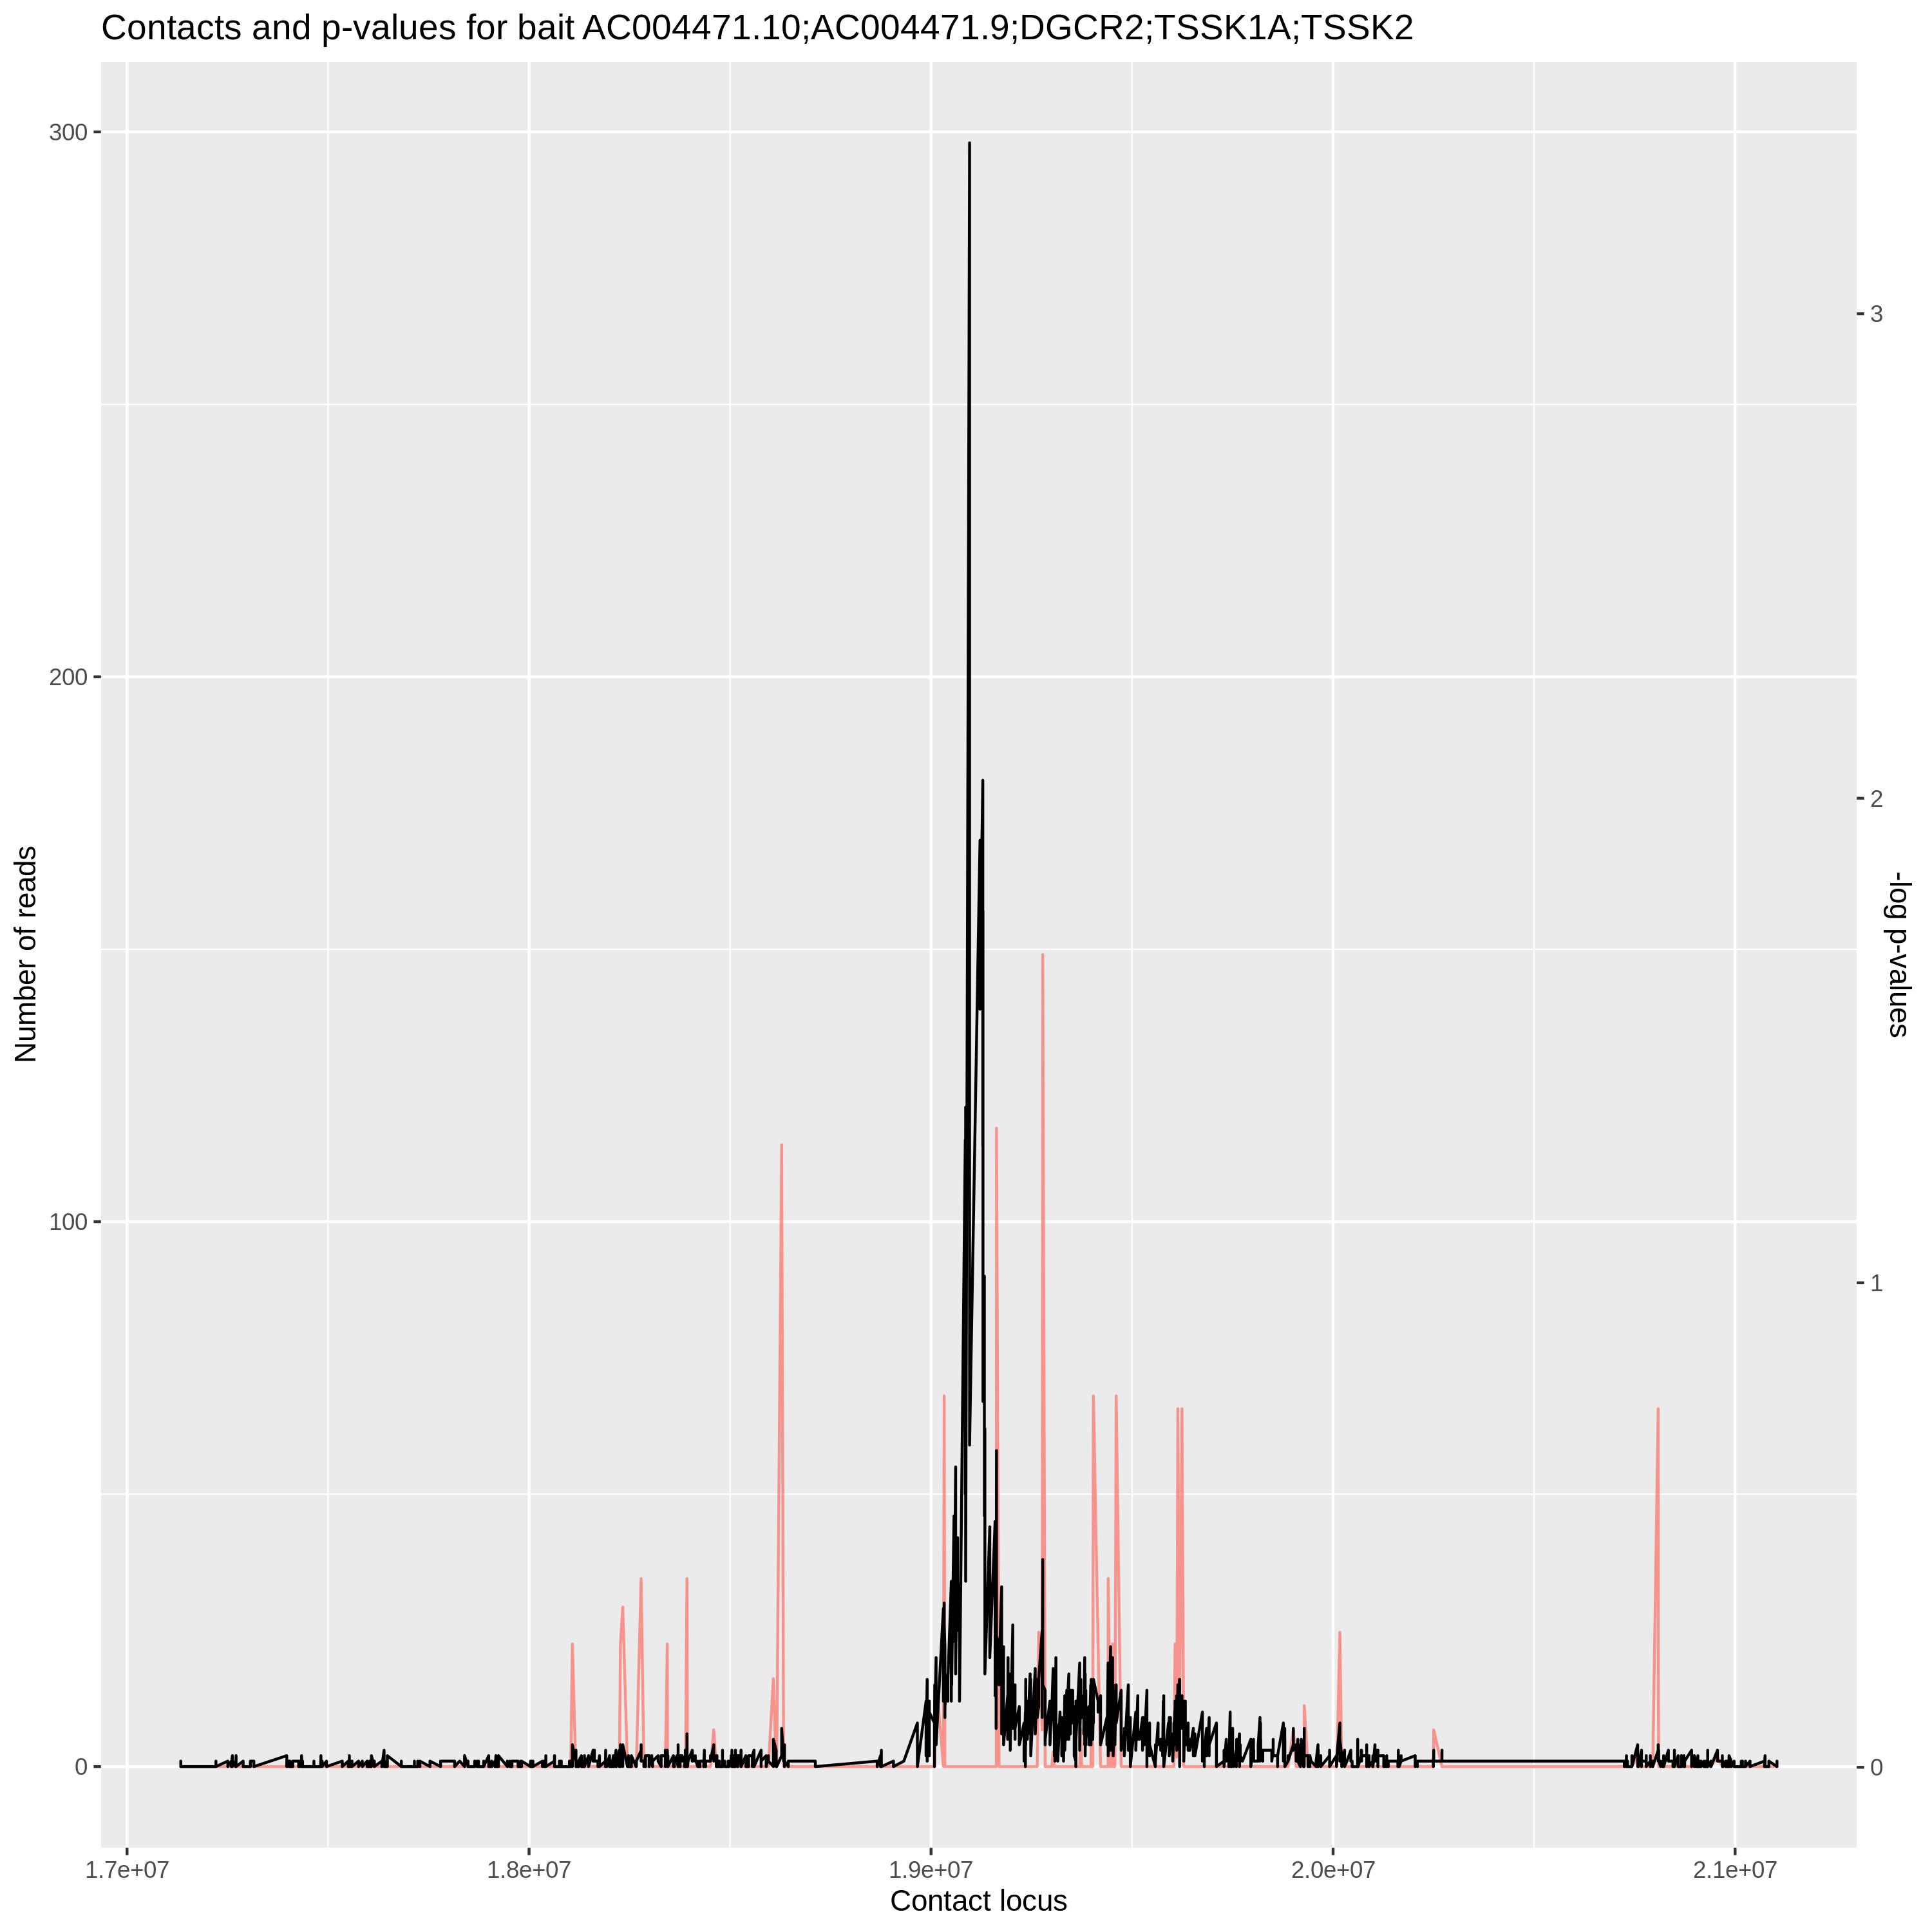 Contacts and p-values for bait AC004471.10;AC004471.9;DGCR2;TSSK1A;TSSK2
300
200
100
0
Number of reads
3
2
1
0
-log p-values
1.7e+07
1.8e+07
1.9e+07
2.0e+07
2.1e+07
Contact locus